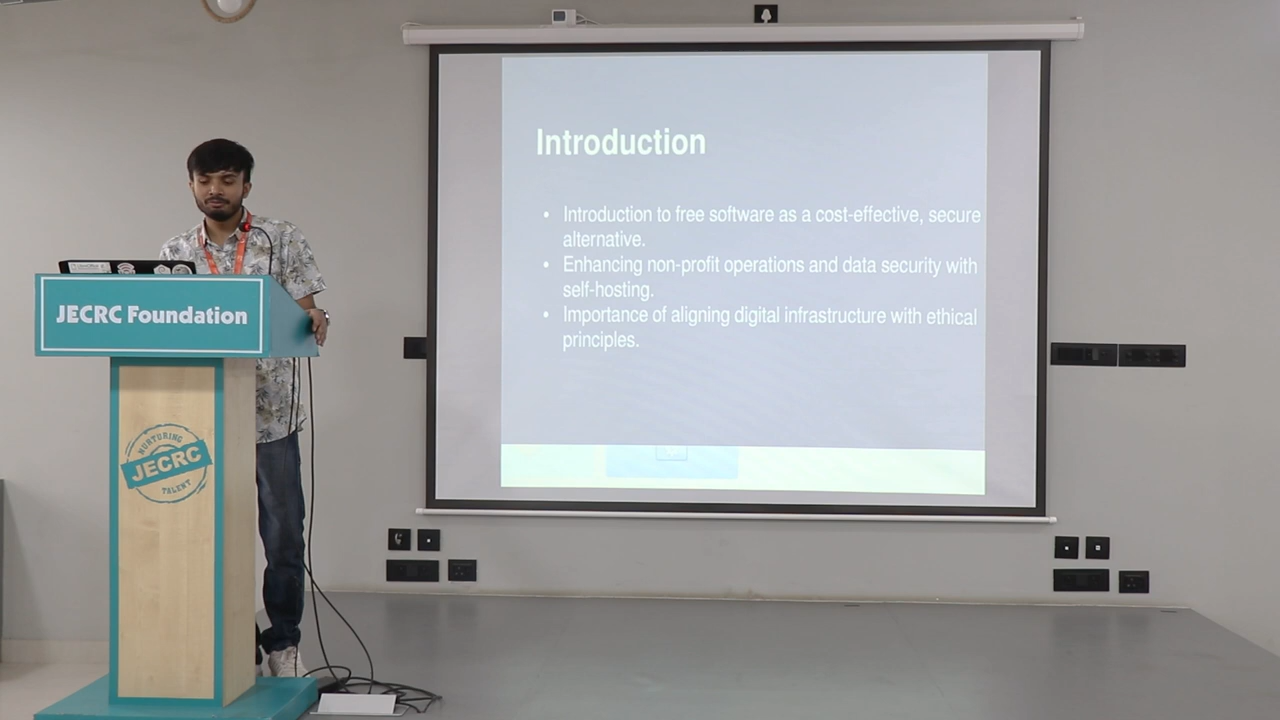 Introduction
• Introduction to free software as a cost-effective, secure
alternative.
• Enhancing non-profit operations and data security with
self-hosting.
• Importance of aligning digital infrastructure with ethical
principles.
JECRC Foundation
NURTURING
JECRC
TALENT